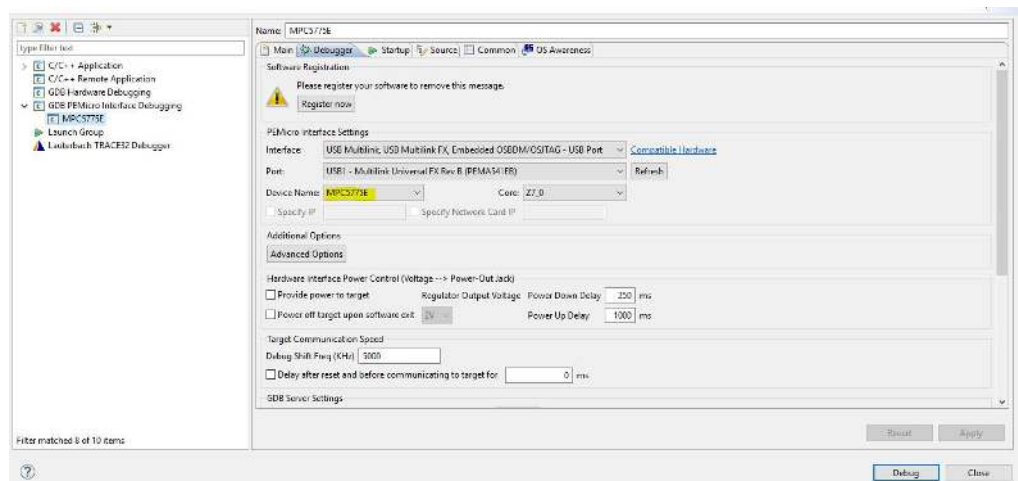 Name: MPC5775E
type filter text
C/C++ Application
C/C++ Remote Application
GDB Hardware Debugging
GDB PEMicro Interface Debugging
MPC5775E
Launch Group
Lauterbach TRACE32 Debugger
Filter matched 8 of 10 items
Main Debugger Startup Source Common OS Awareness
Software Registration
Please register your software to remove this message.
Register now
PEMicro Interface Settings
Interface: USB Multilink, USB Multilink FX, Embedded OSBDM/OSJTAG - USB Port Compatible Hardware
Port: USB1 - Multilink Universal FX Rev B (PEMA541EB) Refresh
Device Name: MPC5775E Core: Z7_0
Specify IP Specify Network Card IP
Additional Options
Advanced Options
Hardware Interface Power Control (Voltage --> Power-Out Jack)
Provide power to target Regulator Output Voltage Power Down Delay 250 ms
Power off target upon software exit 2V Power Up Delay 1000 ms
Target Communication Speed
Debug Shift Freq (KHz) 5000
Delay after reset and before communicating to target for 0 ms
GDB Server Settings
Revert Apply
Debug Close